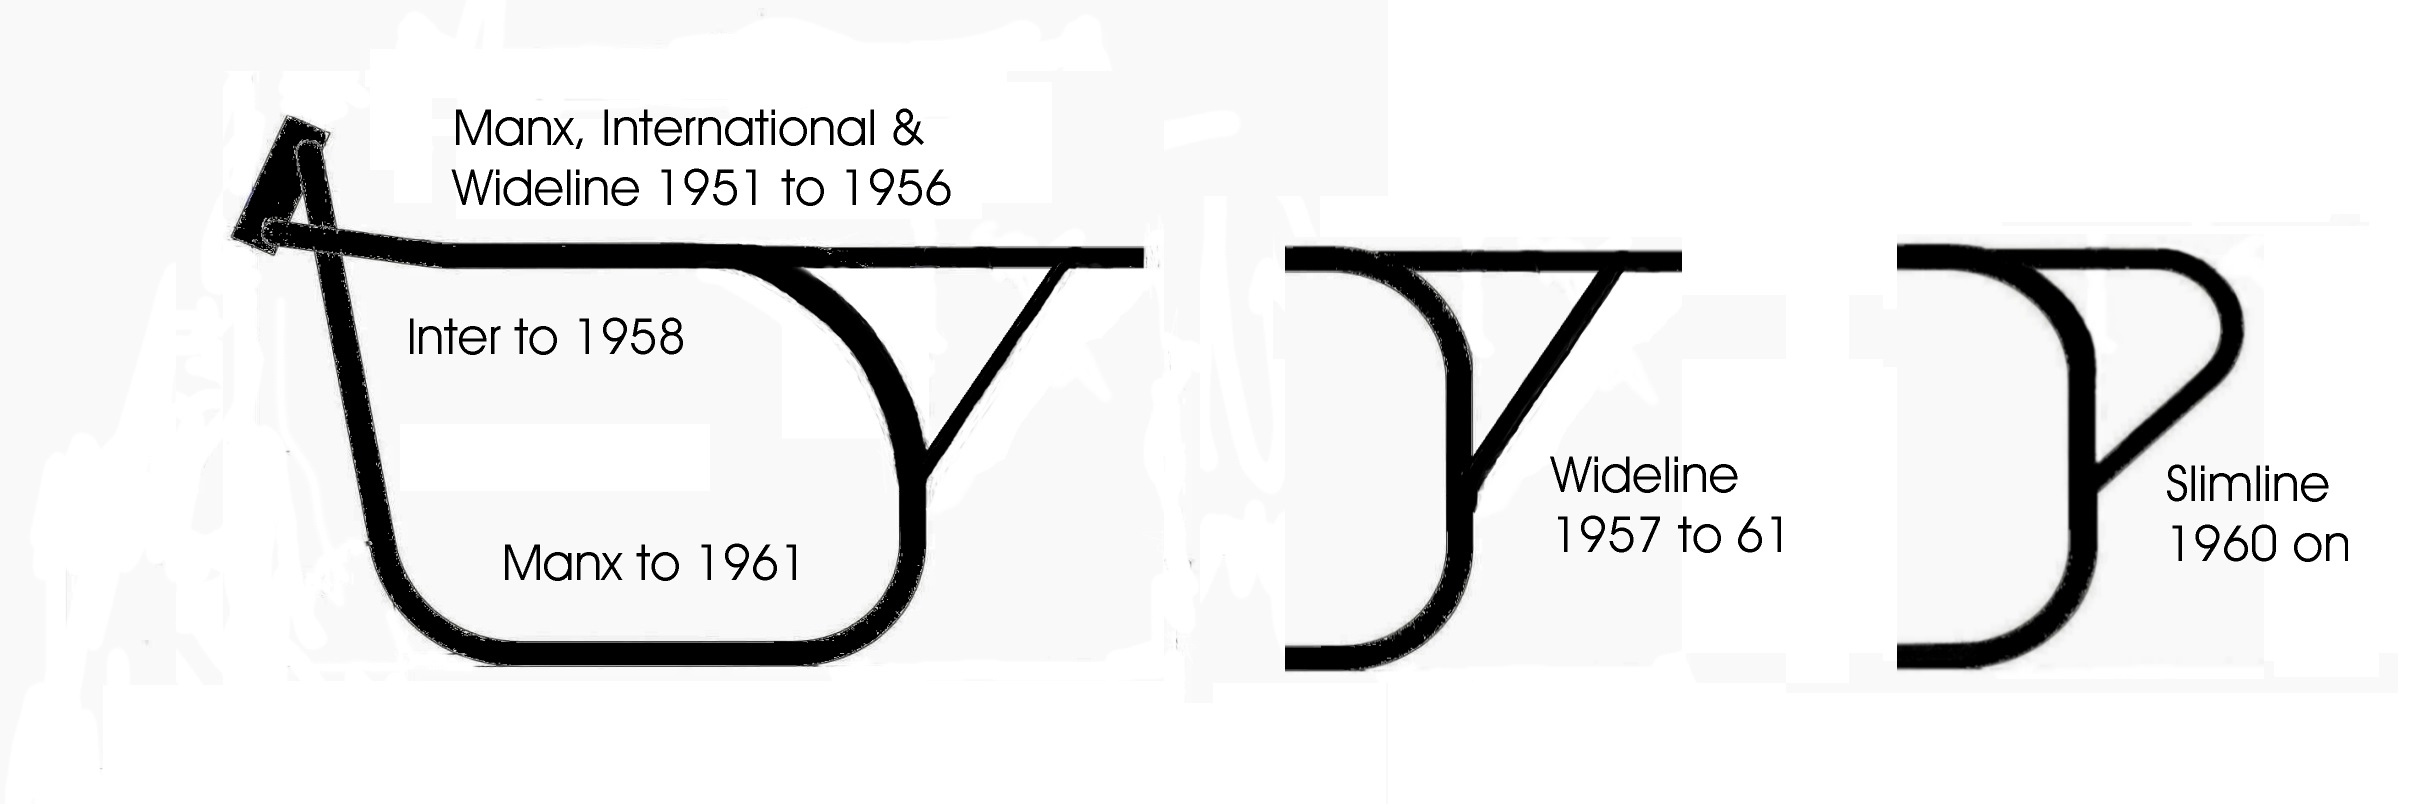 Manx, International &
Wideline 1951 to 1956
Inter to 1958
Manx to 1961
Wideline
1957 to 61
Slimline
1960 on